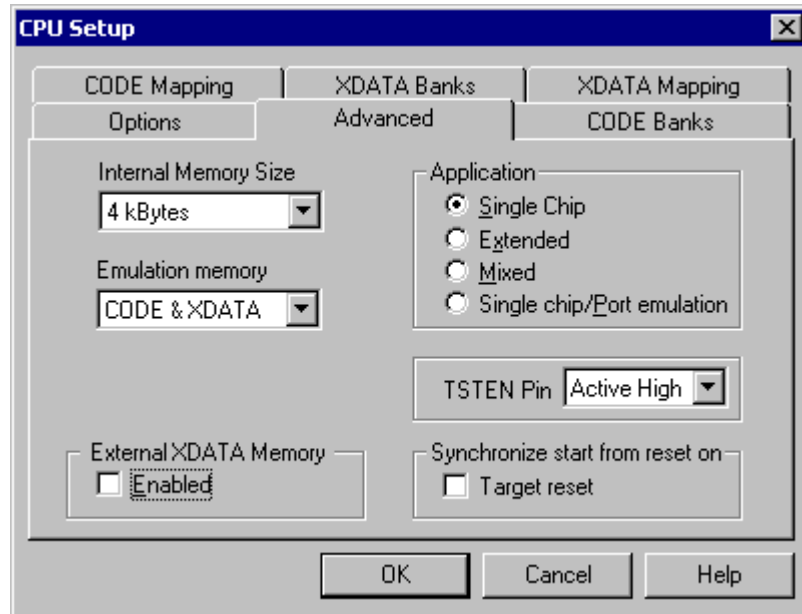 CPU Setup
CODE Mapping XDATA Banks XDATA Mapping
Options Advanced CODE Banks
Internal Memory Size
4 kBytes
Emulation memory
CODE & XDATA
Application
Single Chip
Extended
Mixed
Single chip/Port emulation
TSTEN Pin Active High
External XDATA Memory
Enabled
Synchronize start from reset on
Target reset
OK Cancel Help